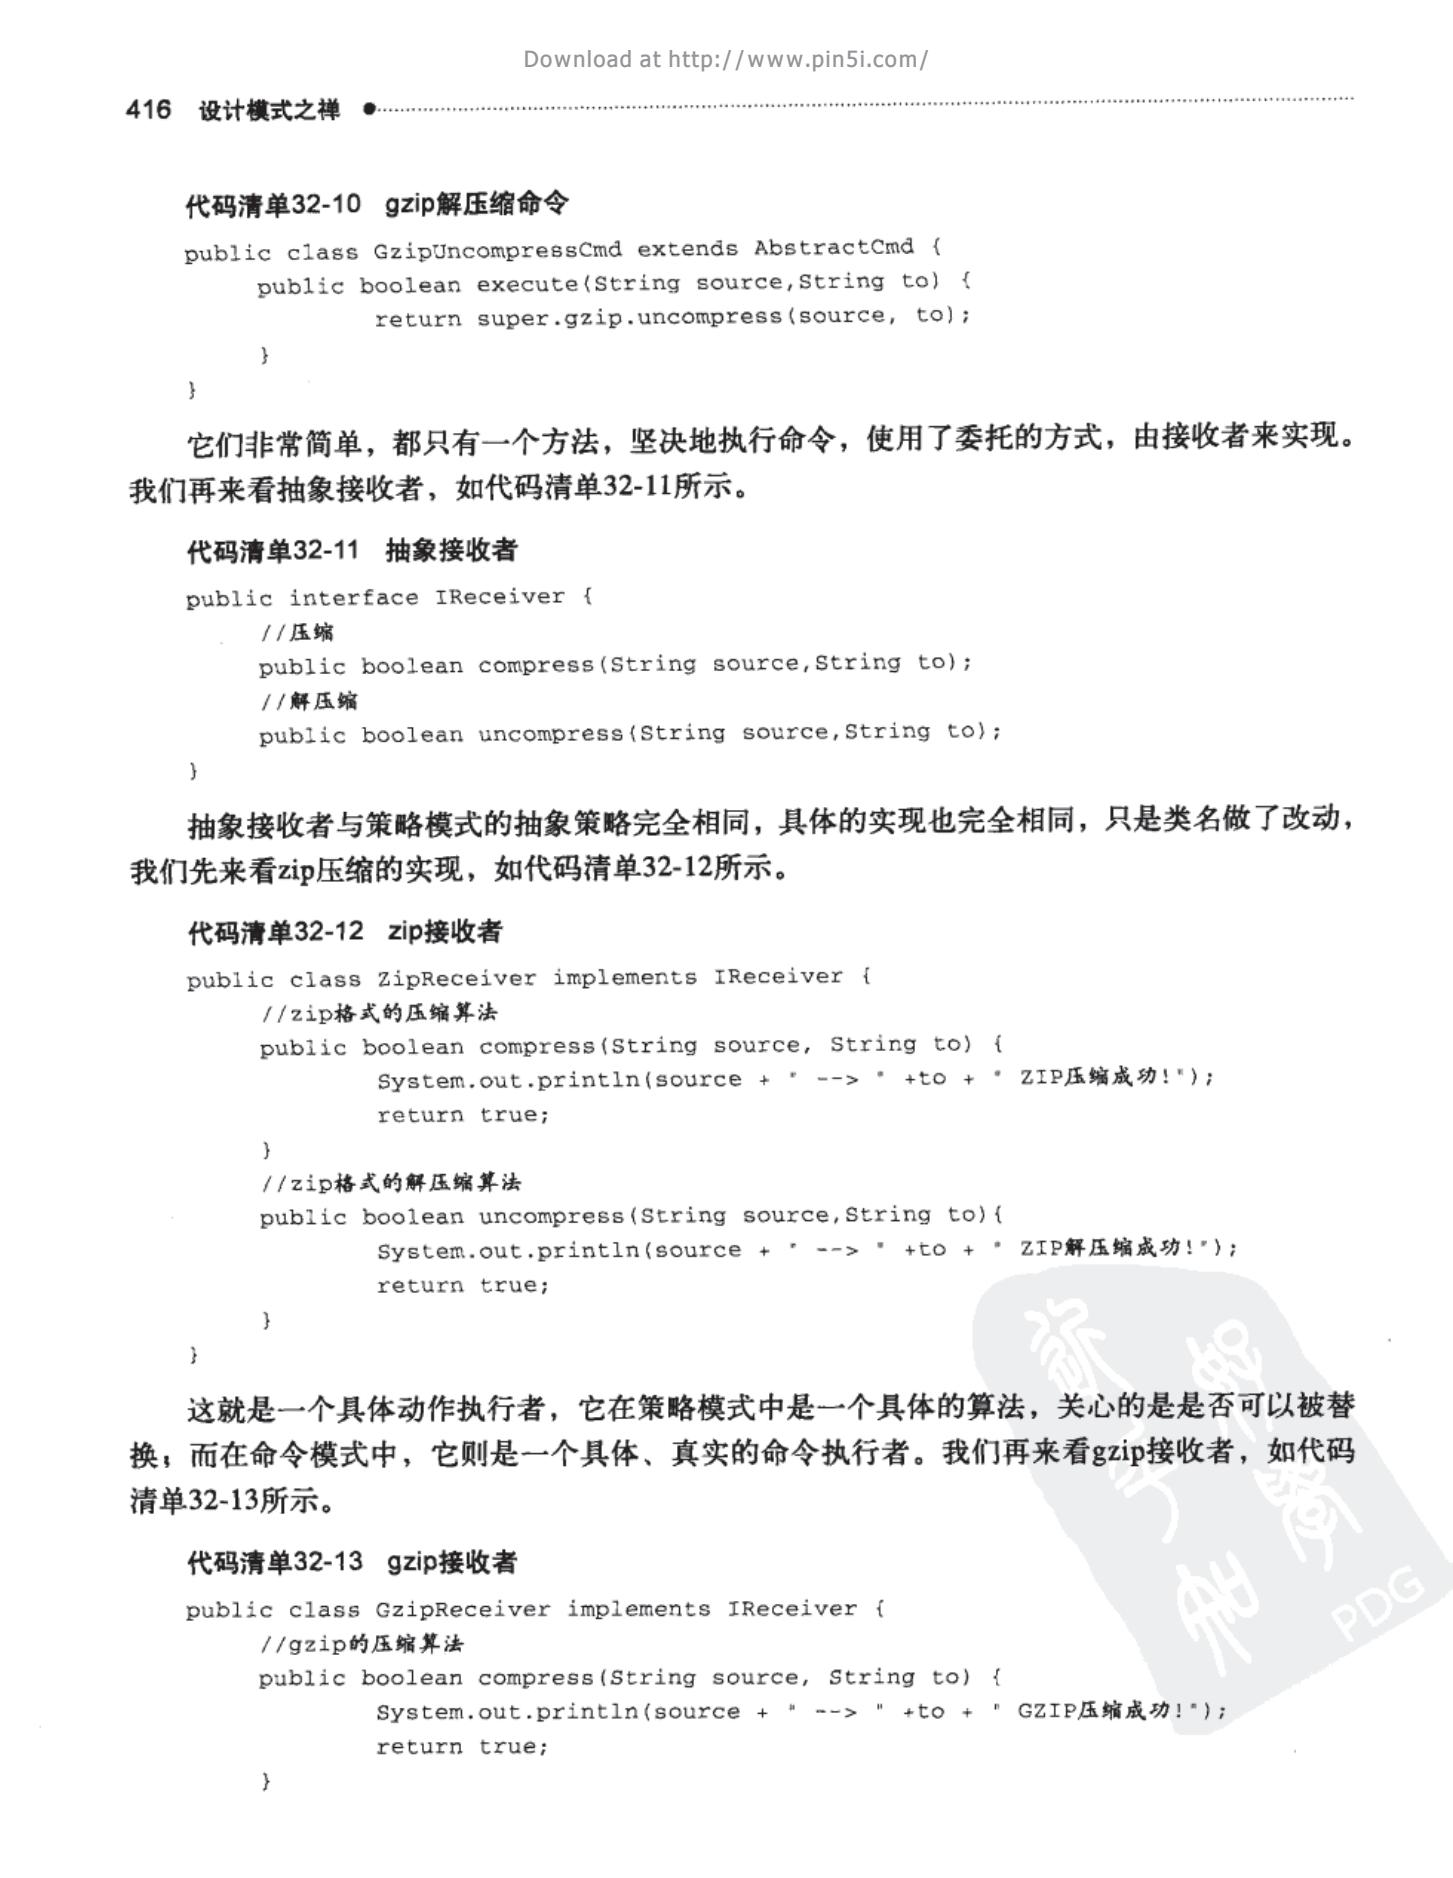 Download at http://www.pin5i.com/
416 设计模式之禅
代码清单32-10 gzip解压缩命令
public class GzipUncompressCmd extends AbstractCmd {
public boolean execute(String source,String to) {
return super.gzip.uncompress(source, to);
}
}
它们非常简单，都只有一个方法，坚决地执行命令，使用了委托的方式，由接收者来实现。
我们再来看抽象接收者，如代码清单32-11所示。
代码清单32-11 抽象接收者
public interface IReceiver {
//压缩
public boolean compress(String source,String to);
//解压缩
public boolean uncompress(String source,String to);
}
抽象接收者与策略模式的抽象策略完全相同，具体的实现也完全相同，只是类名做了改动，
我们先来看zip压缩的实现，如代码清单32-12所示。
代码清单32-12 zip接收者
public class ZipReceiver implements IReceiver {
//zip格式的压缩算法
public boolean compress(String source, String to) {
System.out.println(source + " --> " +to + " ZIP压缩成功!");
return true;
}
//zip格式的解压缩算法
public boolean uncompress(String source,String to){
System.out.println(source + " --> " +to + " ZIP解压缩成功!");
return true;
}
}
这就是一个具体动作执行者，它在策略模式中是一个具体的算法，关心的是是否可以被替
换；而在命令模式中，它则是一个具体、真实的命令执行者。我们再来看gzip接收者，如代码
清单32-13所示。
代码清单32-13 gzip接收者
public class GzipReceiver implements IReceiver {
//gzip的压缩算法
public boolean compress(String source, String to) {
System.out.println(source + " --> " +to + " GZIP压缩成功!");
return true;
}
PDG